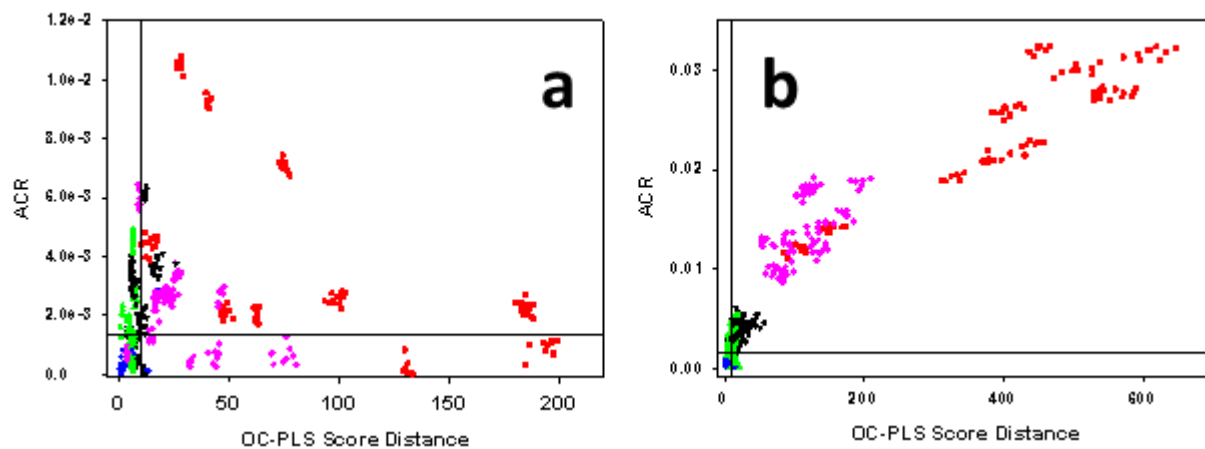 1.2e-2
1.0e-2
8.0e-3
6.0e-3
4.0e-3
2.0e-3
0.0
ACR
0 50 100 150 200
OC-PLS Score Distance
a
0.03
0.02
0.01
0.00
ACR
0 200 400 600
OC-PLS Score Distance
b